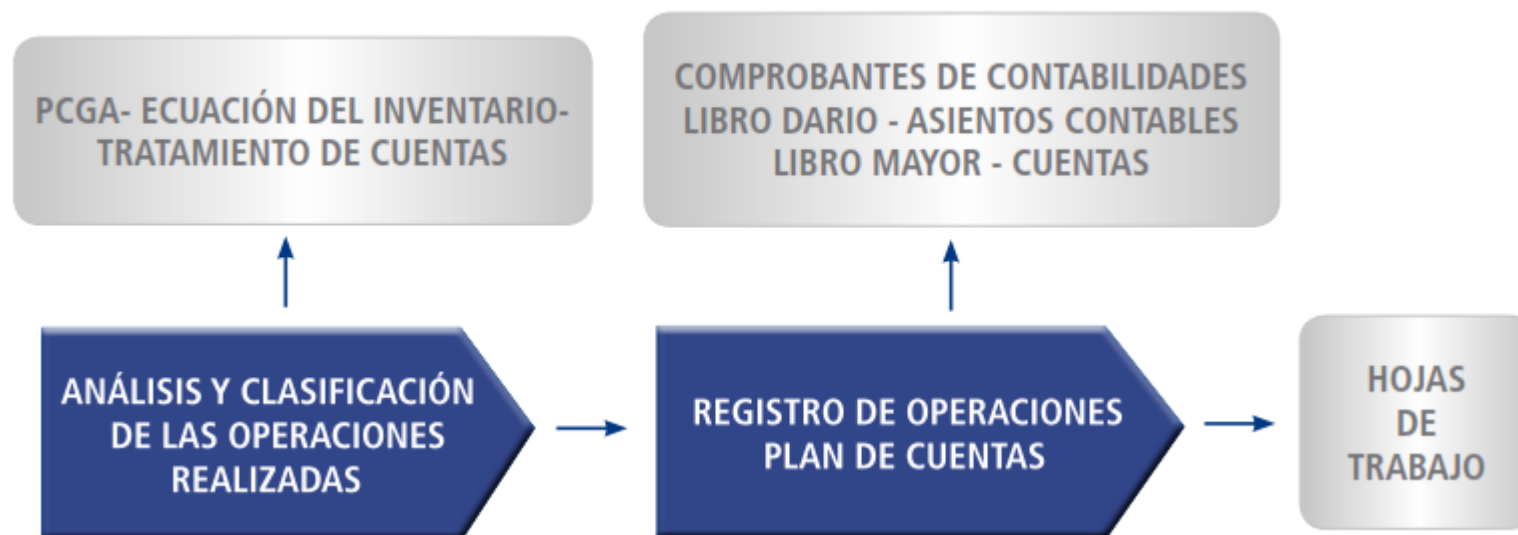 PCGA- ECUACIÓN DEL INVENTARIO-
TRATAMIENTO DE CUENTAS
COMPROBANTES DE CONTABILIDADES
LIBRO DARIO - ASIENTOS CONTABLES
LIBRO MAYOR - CUENTAS
ANÁLISIS Y CLASIFICACIÓN
DE LAS OPERACIONES
REALIZADAS
REGISTRO DE OPERACIONES
PLAN DE CUENTAS
HOJAS
DE
TRABAJO